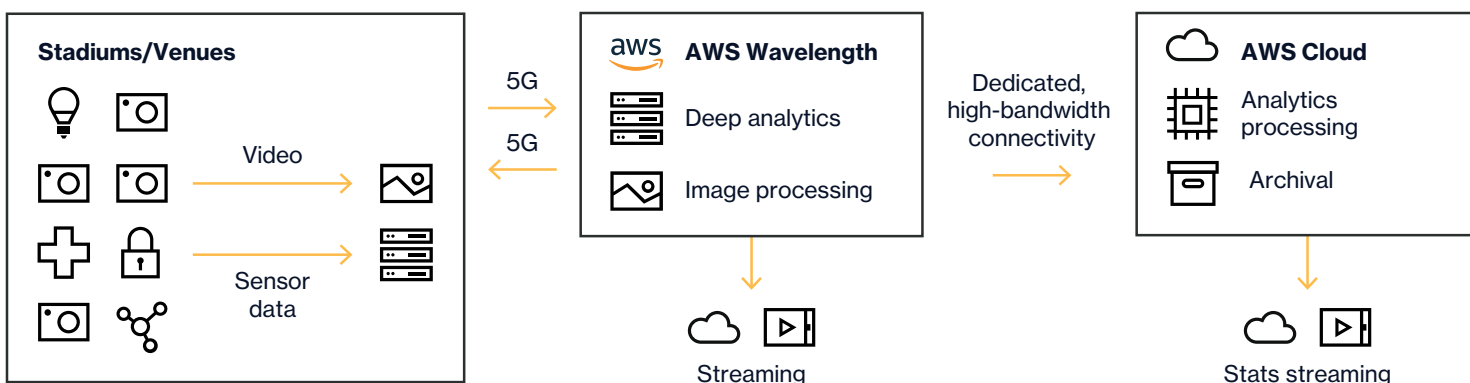 Stadiums/Venues
Video
Sensor
data
5G
5G
aws
AWS Wavelength
Deep analytics
Image processing
Streaming
Dedicated,
high-bandwidth
connectivity
AWS Cloud
Analytics
processing
Archival
Stats streaming